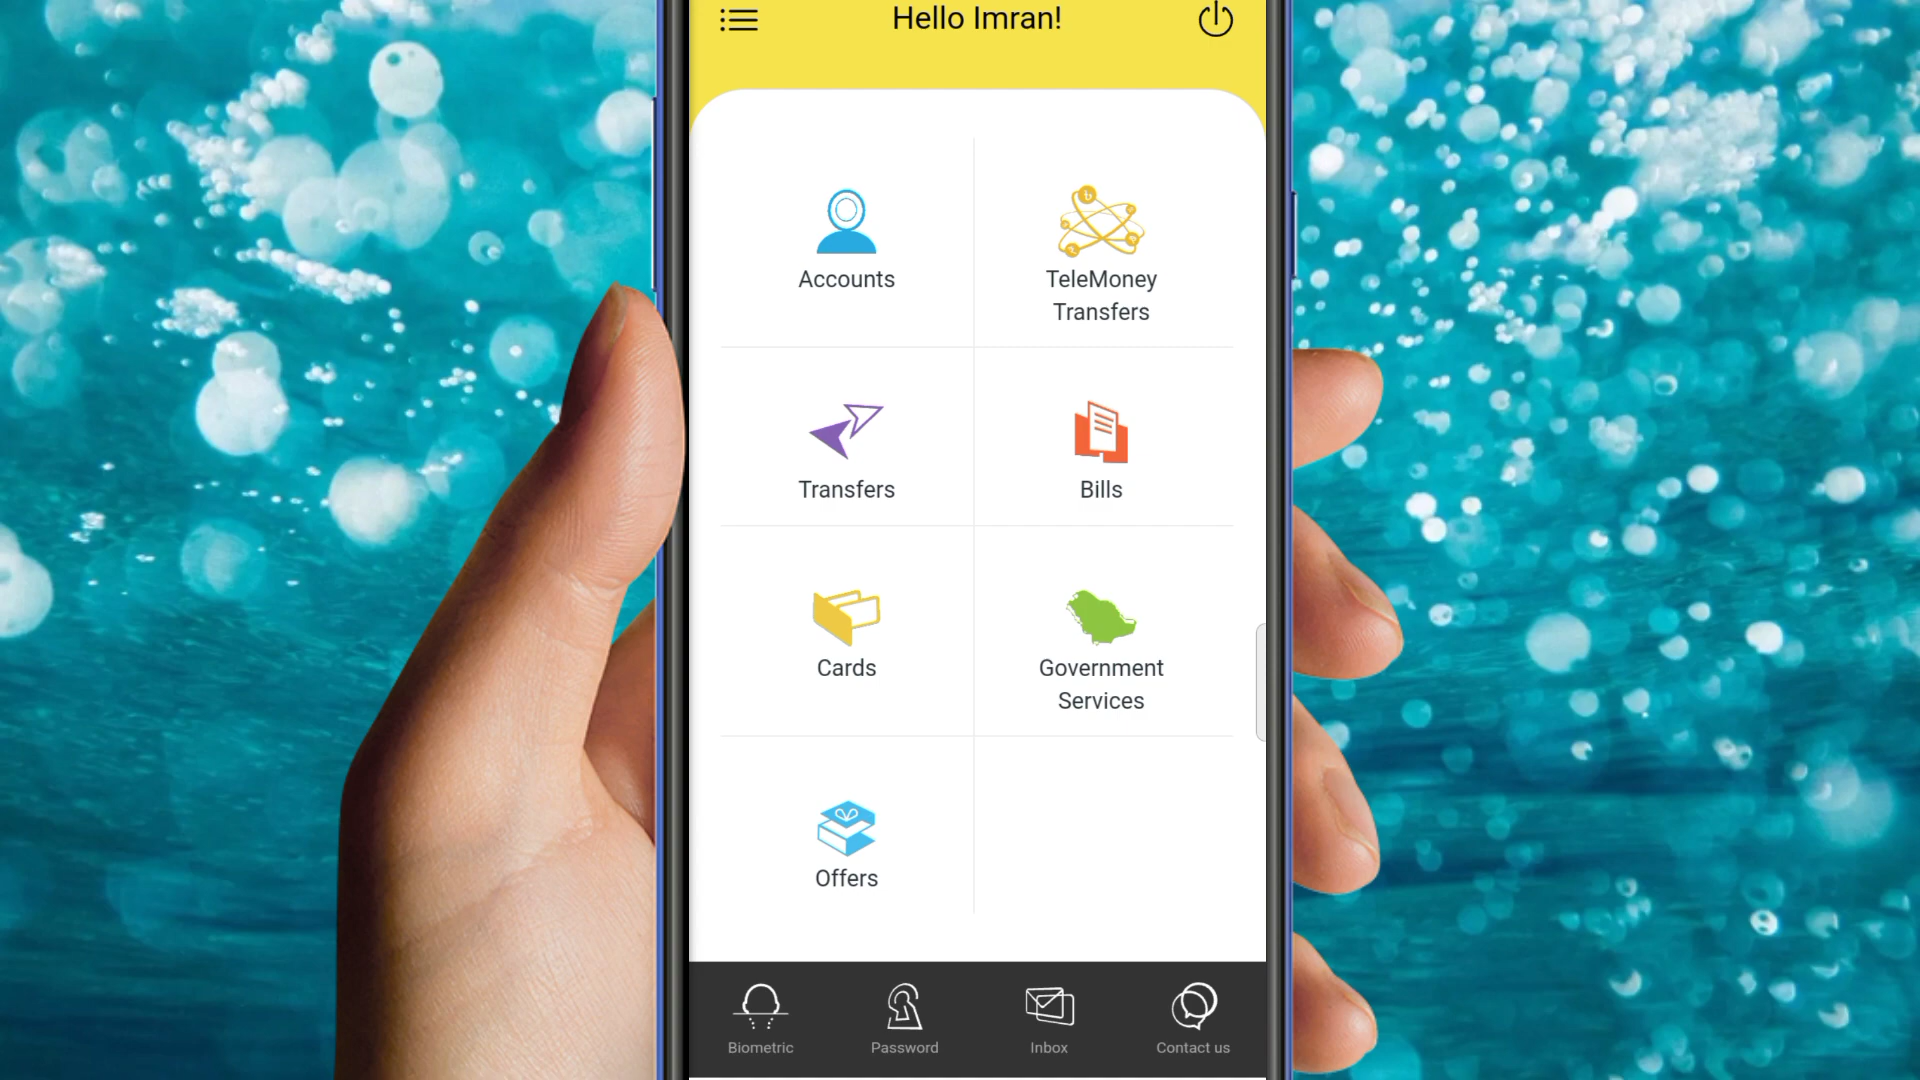 Hello Imran!
Accounts
TeleMoney
Transfers
Transfers
Bills
Cards
Government
Services
Offers
Biometric
Password
Inbox
Contact us